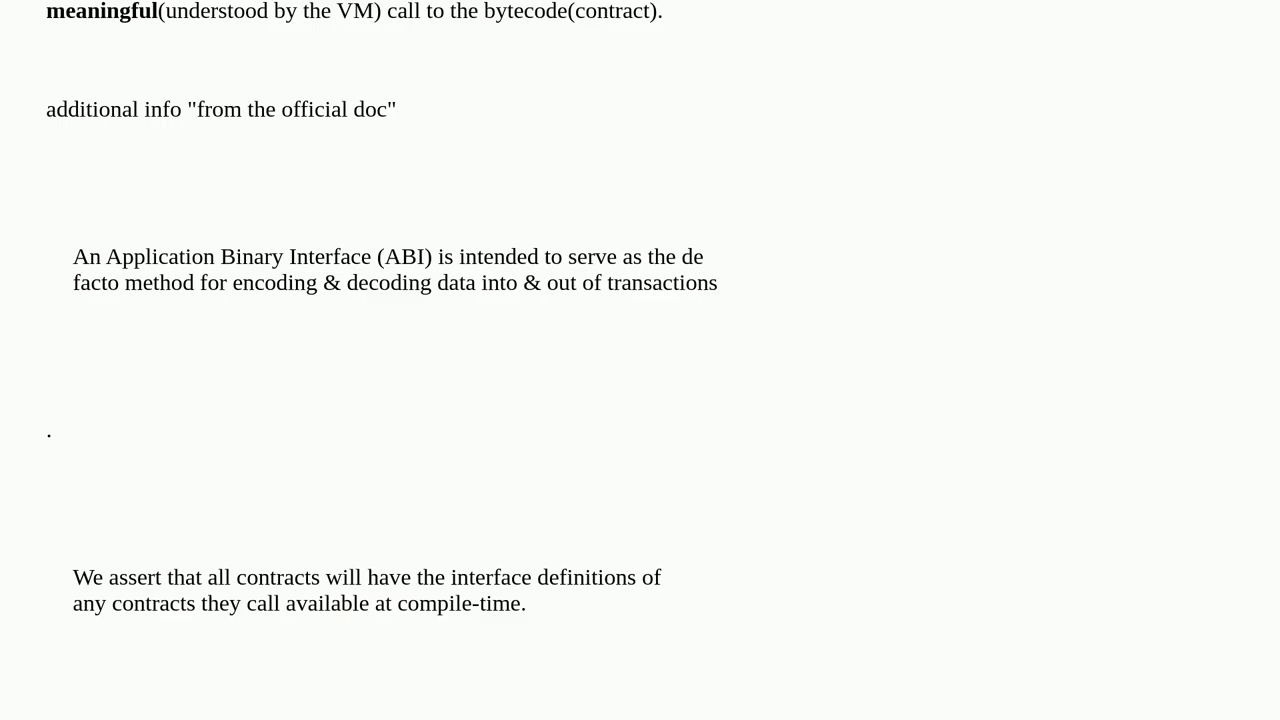 meaningful(understood by the VM) call to the bytecode(contract).
additional info "from the official doc"
An Application Binary Interface (ABI) is intended to serve as the de
facto method for encoding & decoding data into & out of transactions
.
We assert that all contracts will have the interface definitions of
any contracts they call available at compile-time.